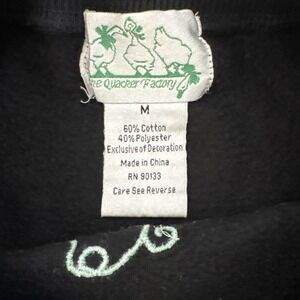 The Quacker Factory
M
60% Cotton
40% Polyester
Exclusive of Decoration
Made in China
RN 90133
Care See Reverse